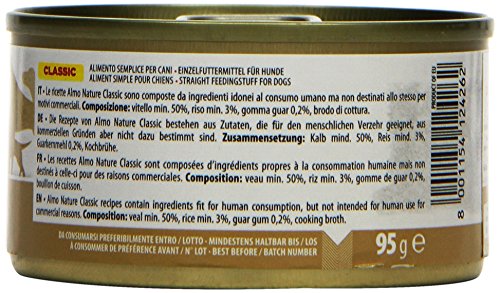 CLASSIC
ALIMENTO SEMPLICE PER CANI - EINZELFUTTERMITTEL FÜR HUNDE
ALIMENT SIMPLE POUR CHIENS - STRAIGHT FEEDINGSTUFF FOR DOGS
IT - Le ricette Almo Nature Classic sono composte da ingredienti idonei al consumo umano ma non destinati allo stesso per
motivi commerciali. Composizione: vitello min. 50%, riso min. 3%, gomma guar 0,2%, brodo di cottura.
DE - Die Rezepte von Almo Nature Classic bestehen aus Zutaten, die für den menschlichen Verzehr geeignet, aus
kommerziellen Gründen aber nicht dazu bestimmt sind. Zusammensetzung: Kalb mind. 50%, Reis mind. 3%,
Guarkernmehl 0,2%, Kochbrühe.
FR - Les recettes Almo Nature Classic sont composées d'ingrédients propres à la consommation humaine mais non
destinés à celle-ci pour des raisons commerciales. Composition: veau min. 50%, riz min. 3%, gomme de guar 0,2%,
bouillon de cuisson.
EN - Almo Nature Classic recipes contain ingredients fit for human consumption, but not intended for human use for
commercial reasons. Composition: veal min. 50%, rice min. 3%, guar gum 0,2%, cooking broth.
DA CONSUMARSI PREFERIBILMENTE ENTRO / LOTTO - MINDESTENS HALTBAR BIS / LOS
À CONSOMMER DE PRÉFÉRENCE AVANT / N° LOT - BEST BEFORE / BATCH NUMBER
95 g e
8 001154 124262